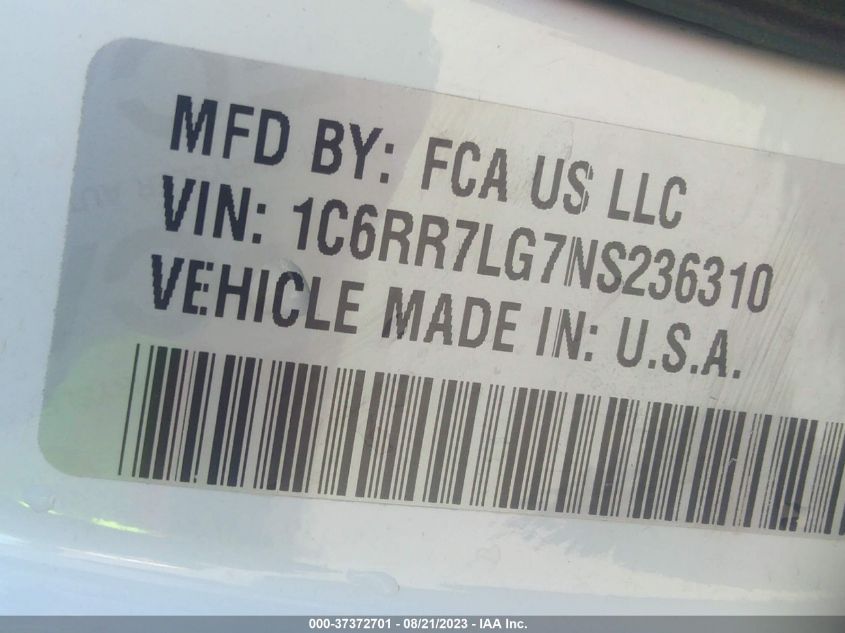 MFD BY: FCA US LLC
VIN: 1C6RR7LG7NS236310
VEHICLE MADE IN: U.S.A.
000-37372701 - 08/21/2023 - IAA Inc.